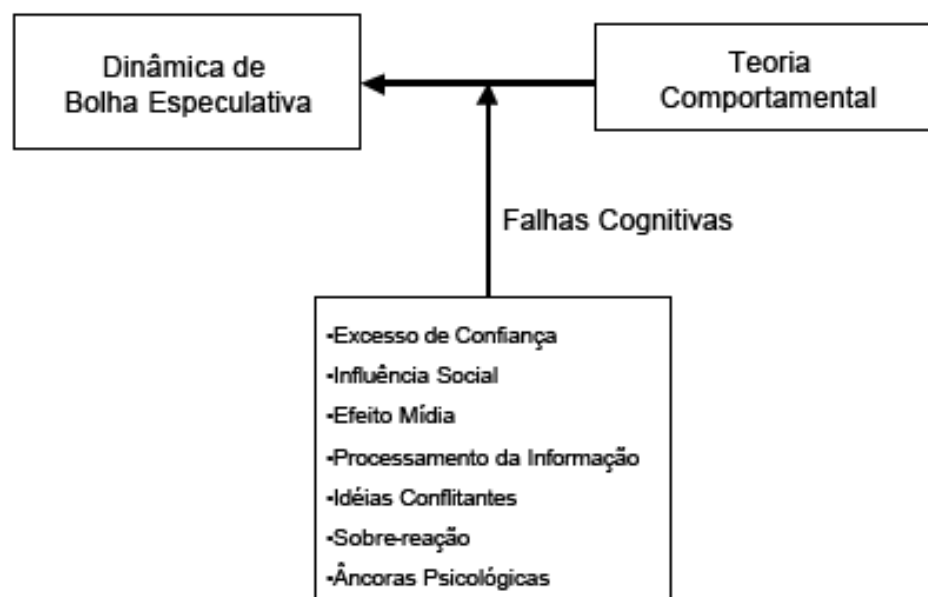 Dinâmica de
Bolha Especulativa
Teoria
Comportamental
Falhas Cognitivas
▪Excesso de Confiança
▪Influência Social
▪Efeito Mídia
▪Processamento da Informação
▪Idéias Conflitantes
▪Sobre-reação
▪Âncoras Psicológicas